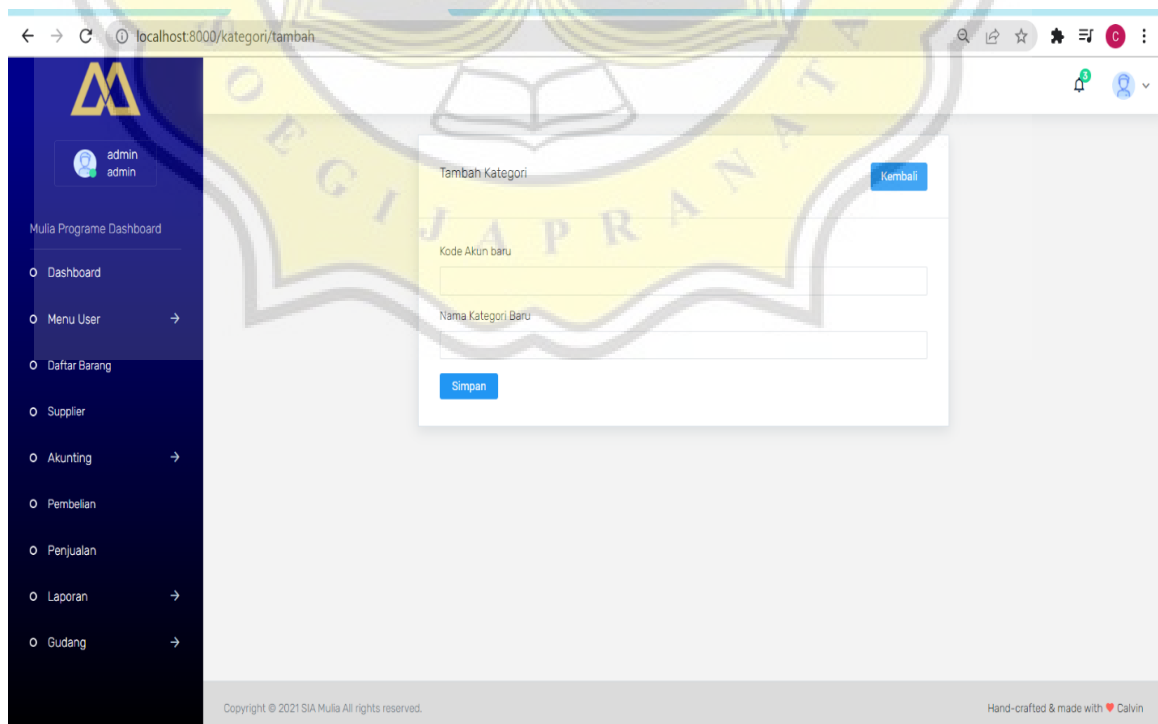 localhost:8000/kategori/tambah
C
3
admin
admin
Mulia Programe Dashboard
Dashboard
Menu User
Daftar Barang
Supplier
Akunting
Pembelian
Penjualan
Laporan
Gudang
Tambah Kategori
Kembali
Kode Akun baru
Nama Kategori Baru
Simpan
OEGIJAPRANATA
Copyright © 2021 SIA Mulia All rights reserved.
Hand-crafted & made with ♥ Calvin